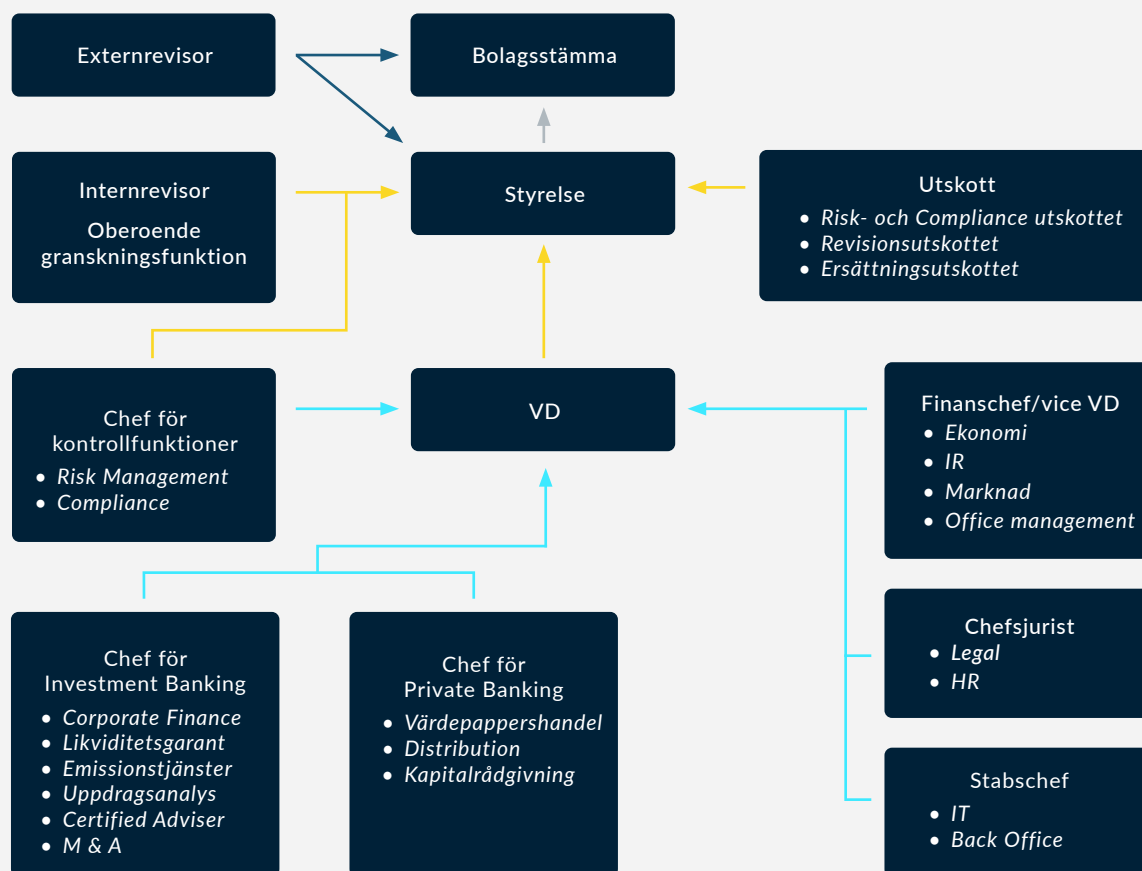 Externrevisor
Bolagsstämma
Internrevisor
Oberoende
granskningsfunktion
Styrelse
Utskott
• Risk- och Compliance utskottet
• Revisionsutskottet
• Ersättningsutskottet
Chef för
kontrollfunktioner
• Risk Management
• Compliance
VD
Finanschef/vice VD
• Ekonomi
• IR
• Marknad
• Office management
Chef för
Investment Banking
• Corporate Finance
• Likviditetsgarant
• Emissionstjänster
• Uppdragsanalys
• Certified Adviser
• M & A
Chef för
Private Banking
• Värdepappershandel
• Distribution
• Kapitalrådgivning
Chefsjurist
• Legal
• HR
Stabschef
• IT
• Back Office